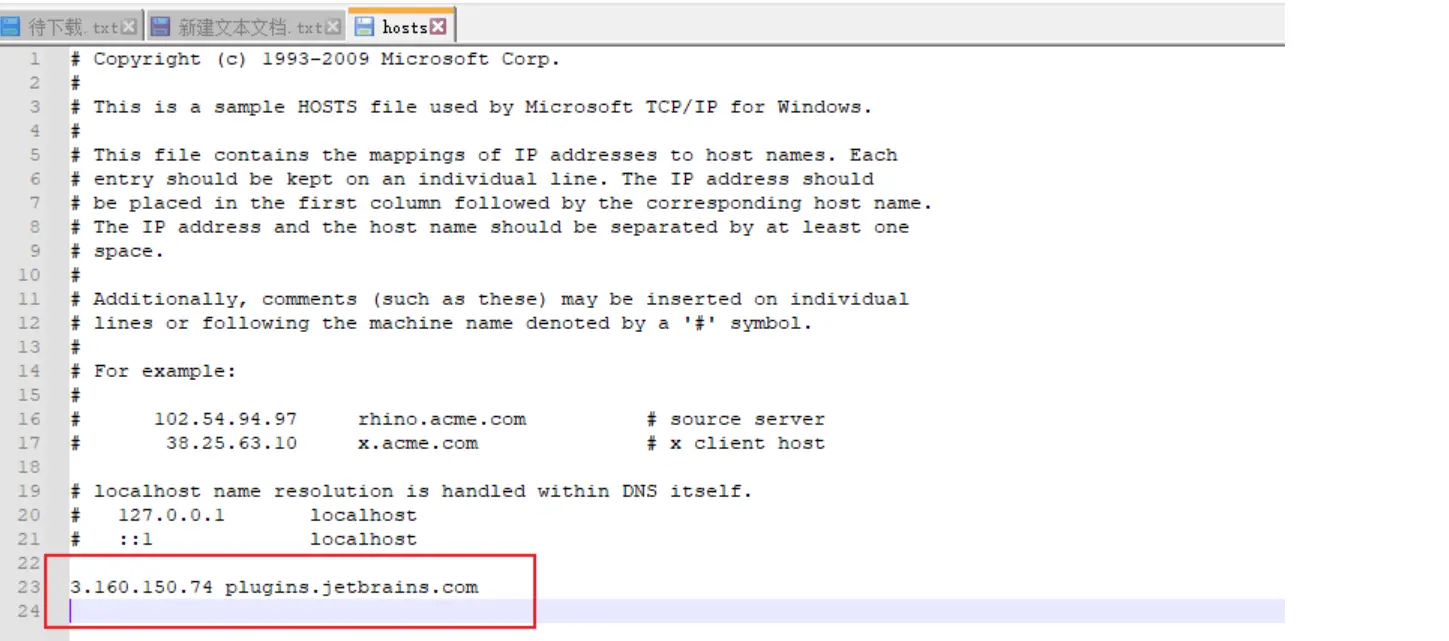 待下载.txt 新建文本文档.txt hosts
1 # Copyright (c) 1993-2009 Microsoft Corp.
2 #
3 # This is a sample HOSTS file used by Microsoft TCP/IP for Windows.
4 #
5 # This file contains the mappings of IP addresses to host names. Each
6 # entry should be kept on an individual line. The IP address should
7 # be placed in the first column followed by the corresponding host name.
8 # The IP address and the host name should be separated by at least one
9 # space.
10 #
11 # Additionally, comments (such as these) may be inserted on individual
12 # lines or following the machine name denoted by a '#' symbol.
13 #
14 # For example:
15 #
16 #      102.54.94.97     rhino.acme.com          # source server
17 #       38.25.63.10     x.acme.com              # x client host
18
19 # localhost name resolution is handled within DNS itself.
20 #   127.0.0.1       localhost
21 #   ::1             localhost
22
23 3.160.150.74 plugins.jetbrains.com
24